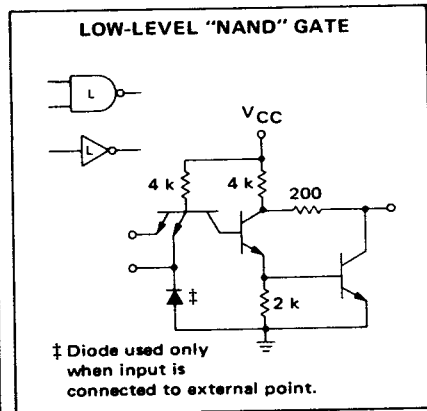 LOW-LEVEL "NAND" GATE
L
L
VCC
4 k
4 k
200
2 k
‡
‡ Diode used only
when input is
connected to external point.